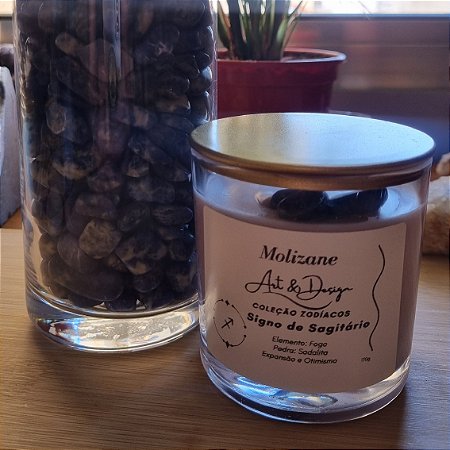 Molizane
Art & Design
COLEÇÃO ZODÍACOS
Signo de Sagitário
Elemento: Fogo
Pedra: Sodalita
Expansão e Otimismo